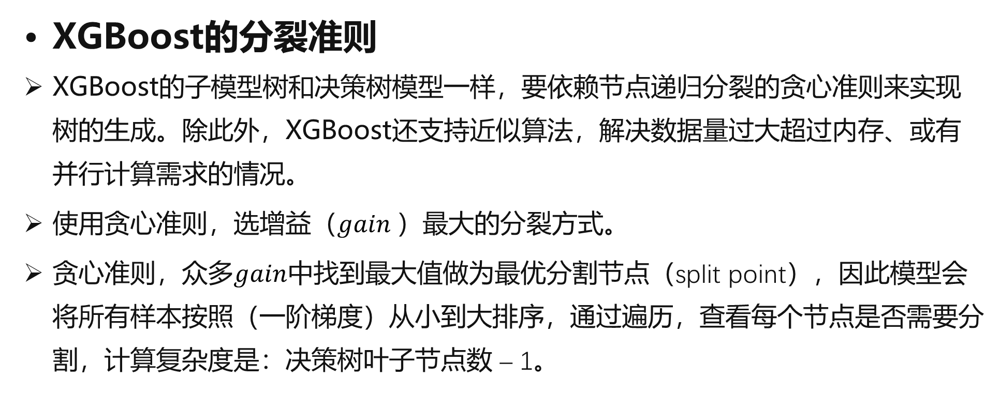 • XGBoost的分裂准则
➢ XGBoost的子模型树和决策树模型一样，要依赖节点递归分裂的贪心准则来实现
树的生成。除此外，XGBoost还支持近似算法，解决数据量过大超过内存、或有
并行计算需求的情况。
➢ 使用贪心准则，选增益（gain ）最大的分裂方式。
➢ 贪心准则，众多gain中找到最大值做为最优分割节点（split point），因此模型会
将所有样本按照（一阶梯度）从小到大排序，通过遍历，查看每个节点是否需要分
割，计算复杂度是：决策树叶子节点数 – 1。